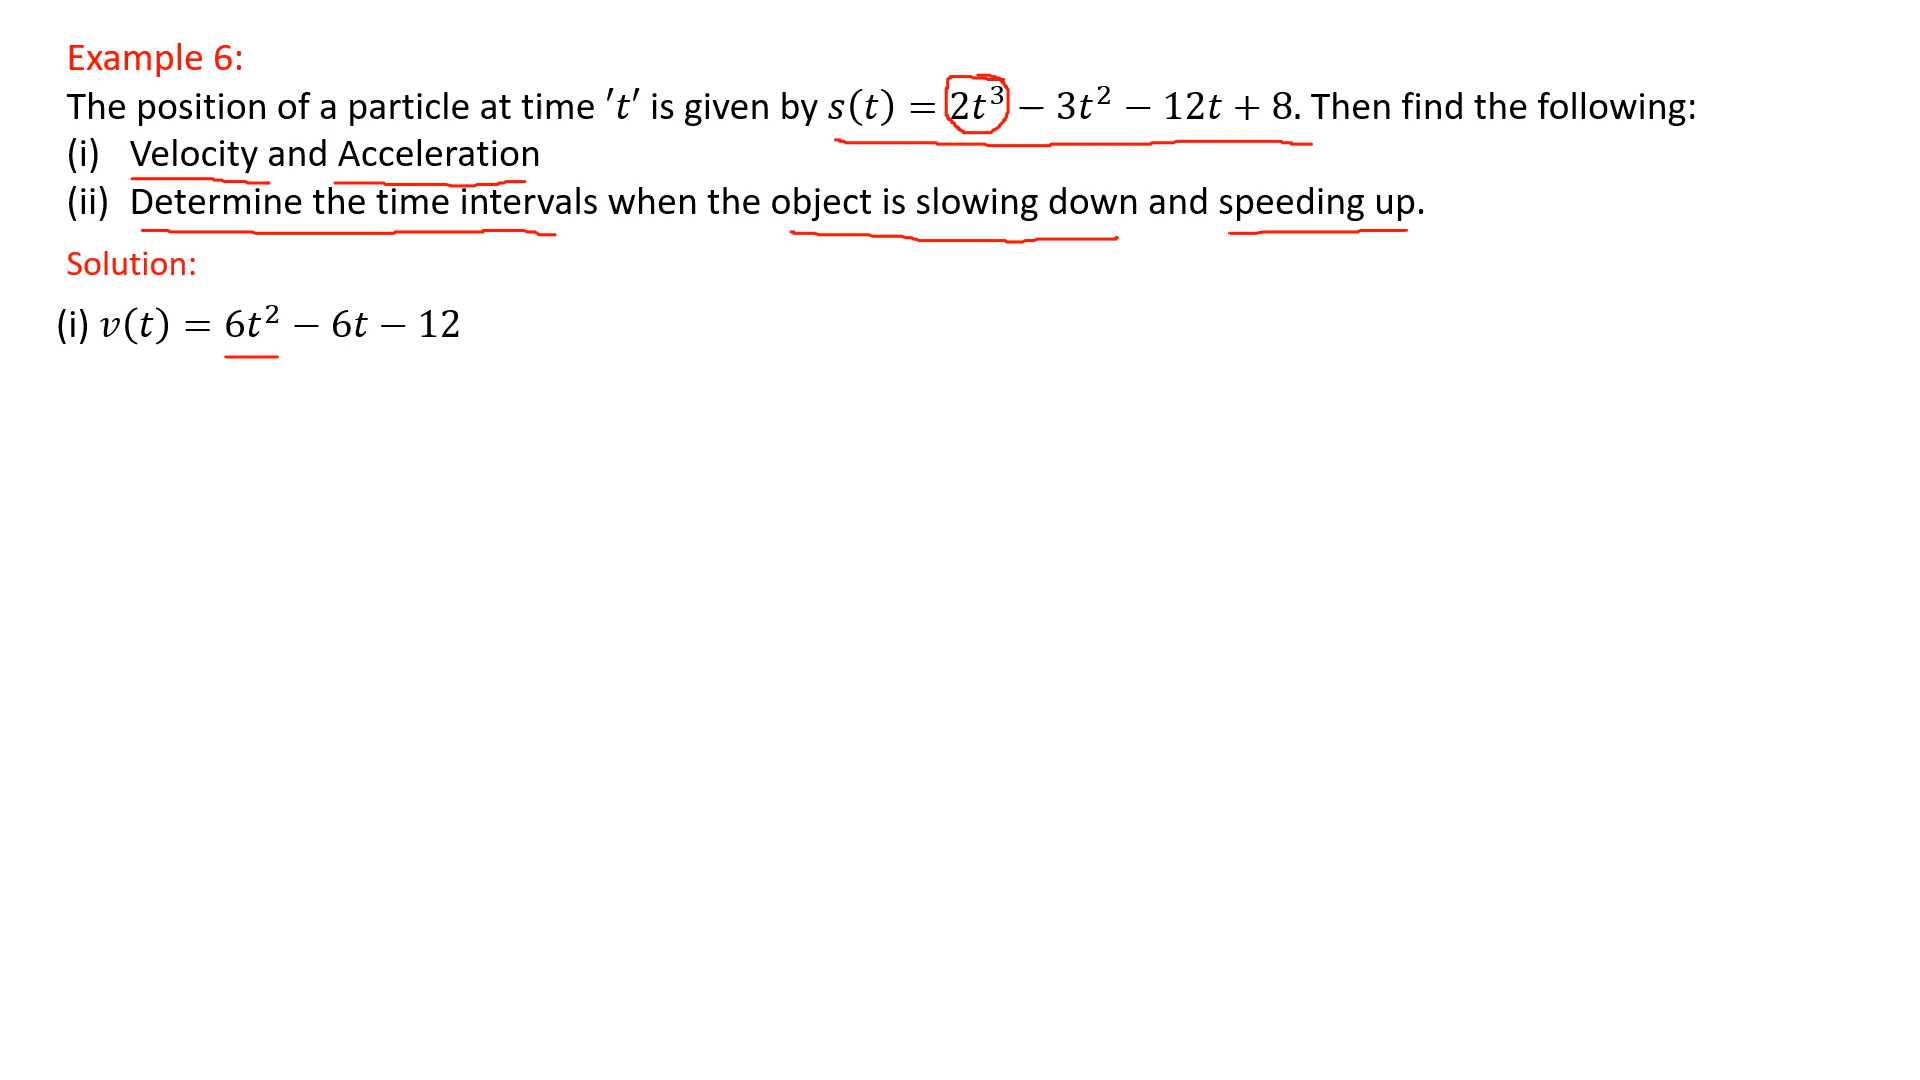 Example 6:
The position of a particle at time ′t′ is given by s(t) = 2t³ − 3t² − 12t + 8. Then find the following:
(i) Velocity and Acceleration
(ii) Determine the time intervals when the object is slowing down and speeding up.
Solution:
(i) v(t) = 6t² − 6t − 12